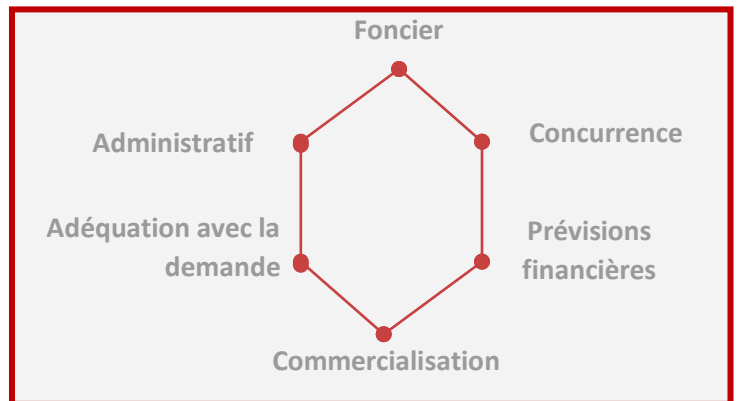 Foncier
Administratif
Concurrence
Adéquation avec la
demande
Prévisions
financières
Commercialisation